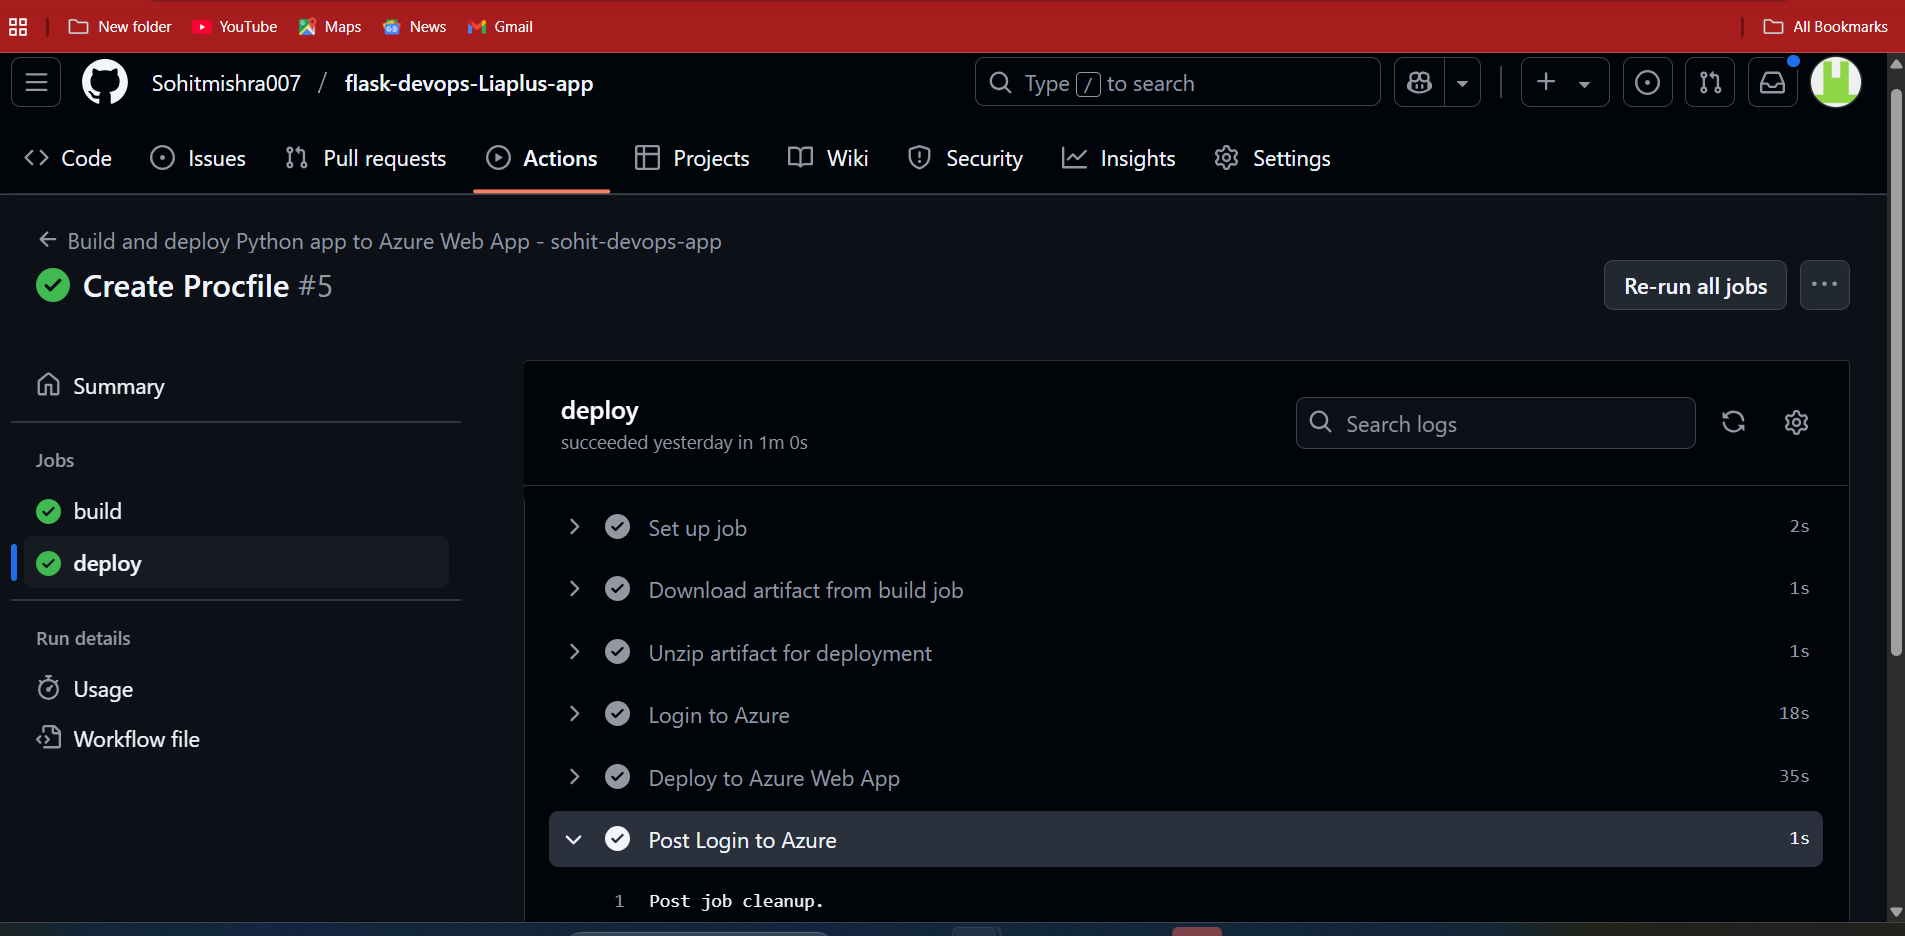 New folder YouTube Maps News Gmail All Bookmarks
Sohitmishra007 / flask-devops-Liaplus-app Type / to search
Code Issues Pull requests Actions Projects Wiki Security Insights Settings
Build and deploy Python app to Azure Web App - sohit-devops-app
Create Procfile #5
Re-run all jobs
Summary
Jobs
build
deploy
Run details
Usage
Workflow file
deploy
succeeded yesterday in 1m 0s
Search logs
Set up job 2s
Download artifact from build job 1s
Unzip artifact for deployment 1s
Login to Azure 18s
Deploy to Azure Web App 35s
Post Login to Azure 1s
1 Post job cleanup.